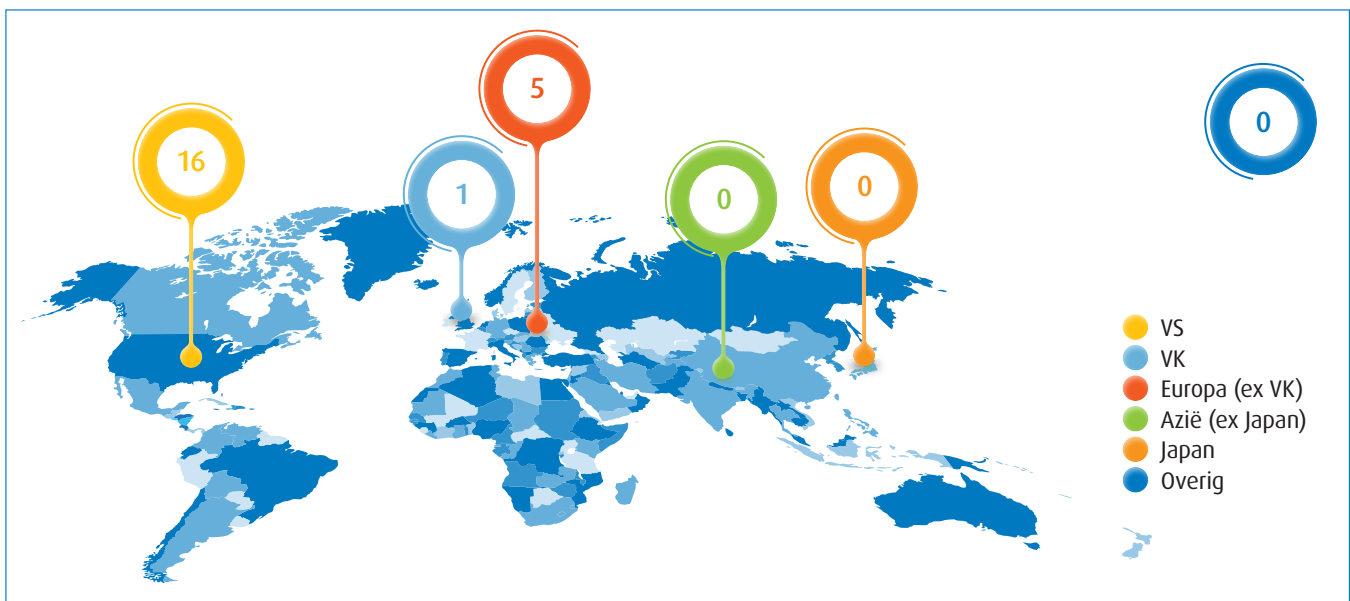 5
0
16
1
0
0
VS
VK
Europa (ex VK)
Azië (ex Japan)
Japan
Overig